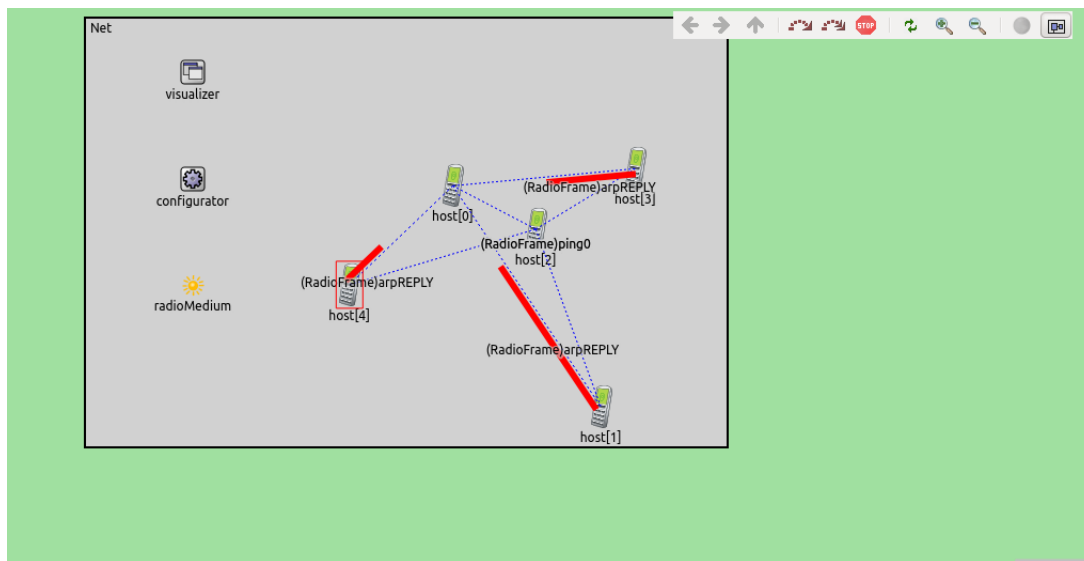 Net
STOP
visualizer
configurator
(RadioFrame)arpREPLY
host[3]
host[0]
(RadioFrame)ping0
host[2]
(RadioFrame)arpREPLY
radioMedium
host[4]
(RadioFrame)arpREPLY
host[1]